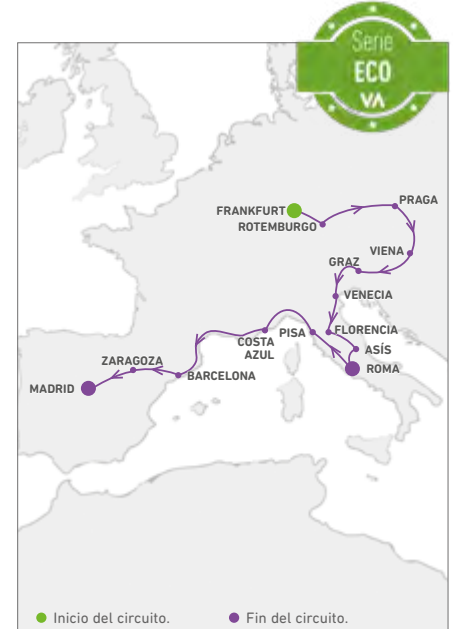 Serie
ECO
VA
PRAGA
FRANKFURT
ROTEMBURGO
VIENA
GRAZ
VENECIA
FLORENCIA
PISA
COSTA
AZUL
ASÍS
ROMA
ZARAGOZA
BARCELONA
MADRID
Inicio del circuito.
Fin del circuito.